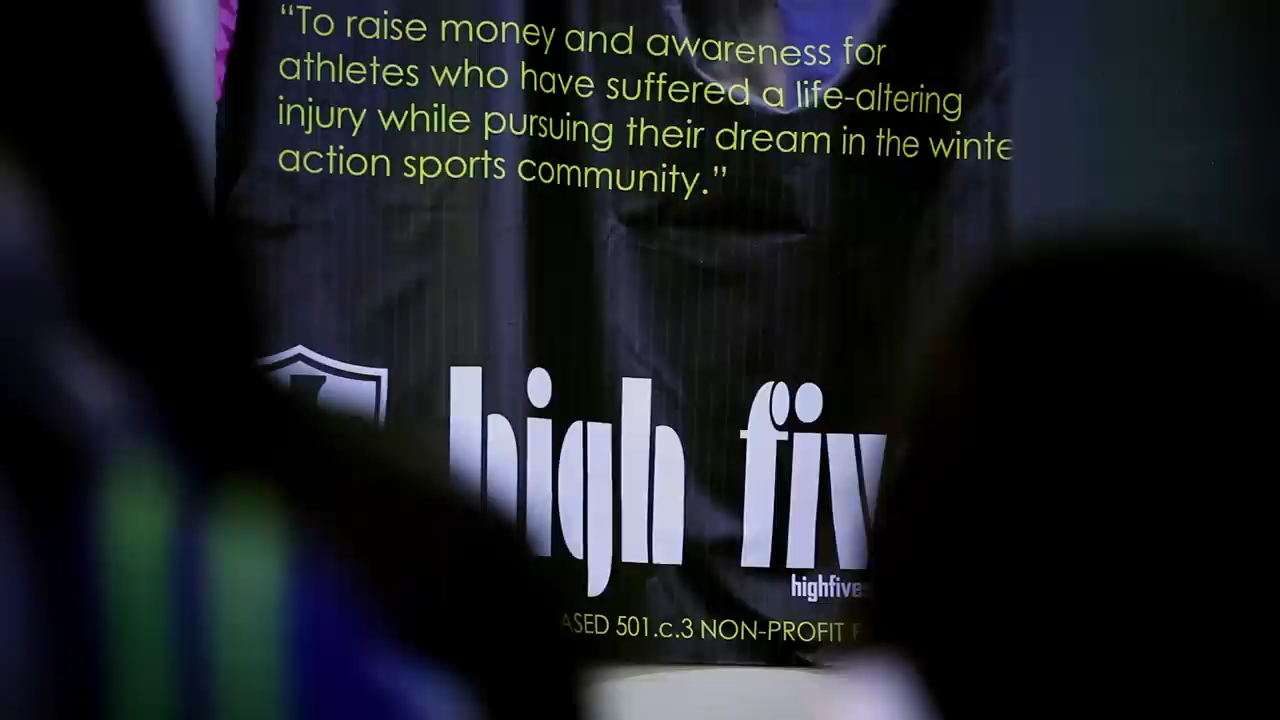 “To raise money and awareness for
athletes who have suffered a life-altering
injury while pursuing their dream in the winte
action sports community.”
high fiv
highfive
ASED 501.c.3 NON-PROFIT